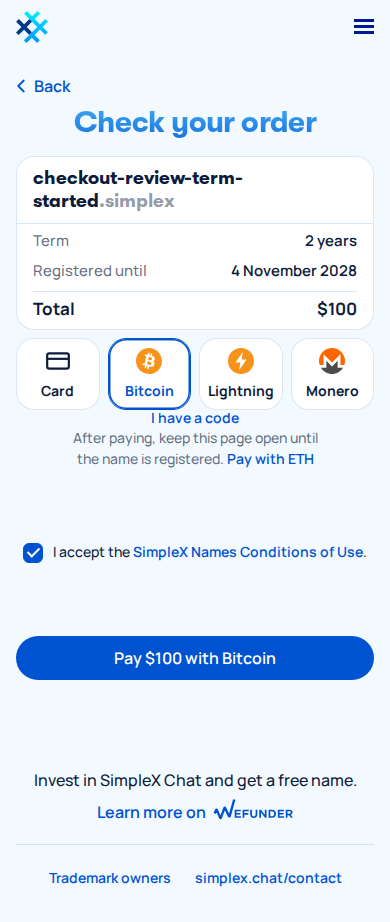 Back
Check your order
checkout-review-term-
started.simplex
Term 2 years
Registered until 4 November 2028
Total $100
Card Bitcoin Lightning Monero
I have a code
After paying, keep this page open until
the name is registered. Pay with ETH
I accept the SimpleX Names Conditions of Use.
Pay $100 with Bitcoin
Invest in SimpleX Chat and get a free name.
Learn more on WEFUNDER
Trademark owners simplex.chat/contact